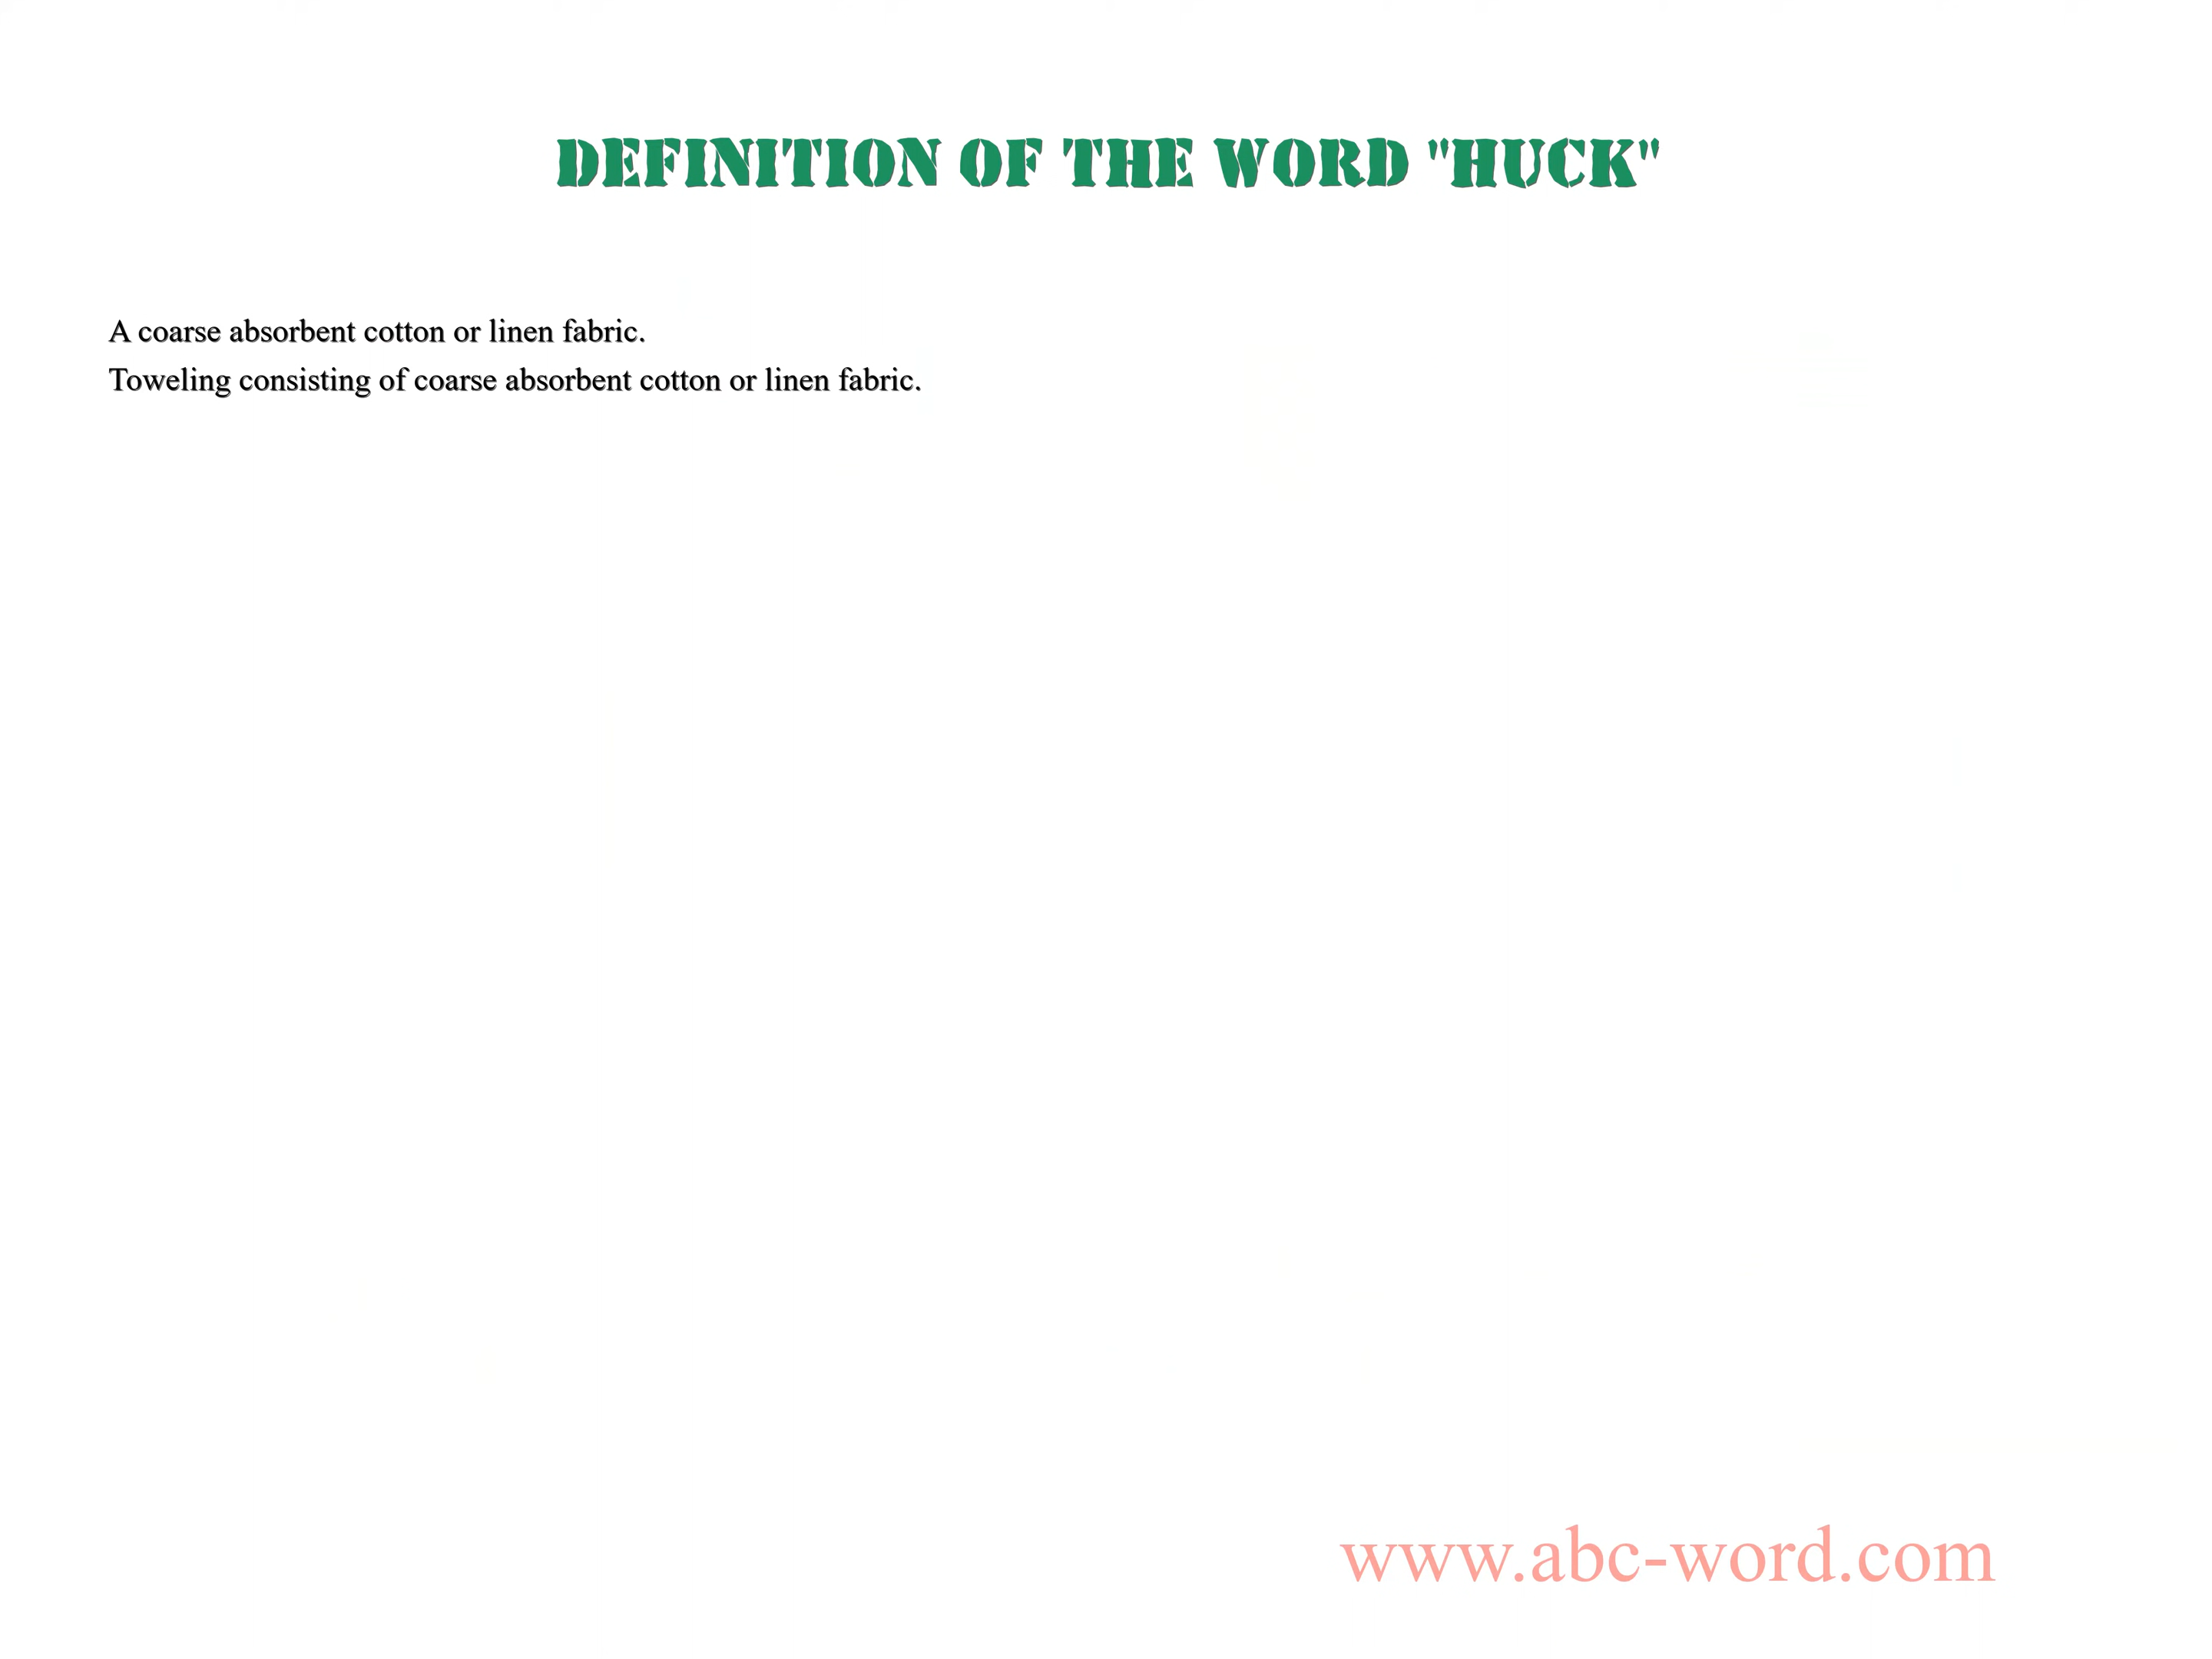 DEFINITION OF THE WORD "HUCK"
A coarse absorbent cotton or linen fabric.
Toweling consisting of coarse absorbent cotton or linen fabric.
www.abc-word.com